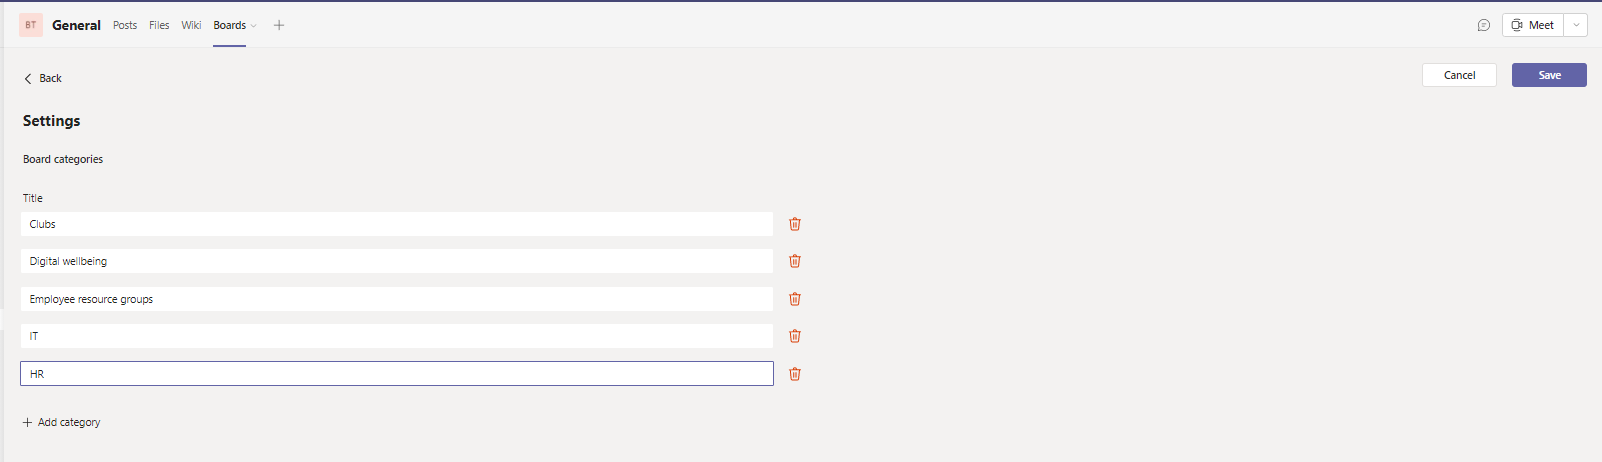 BT General Posts Files Wiki Boards Meet
Back Cancel Save
Settings
Board categories
Title
Clubs
Digital wellbeing
Employee resource groups
IT
HR
Add category